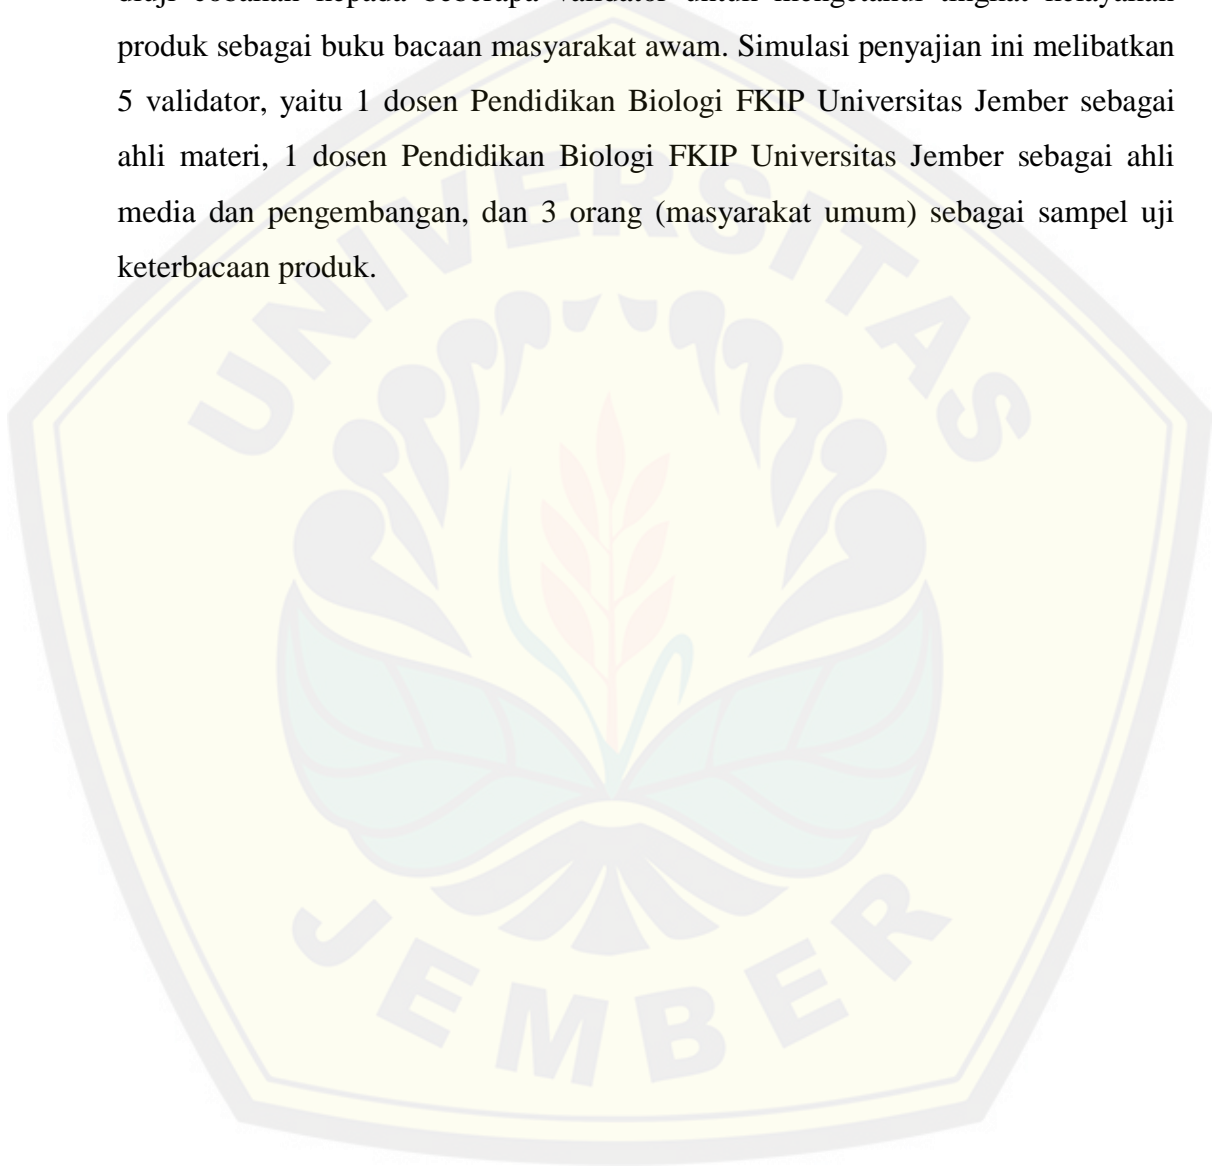 diuji cobakan kepada beberapa validator untuk mengetahui tingkat kelayakan
produk sebagai buku bacaan masyarakat awam. Simulasi penyajian ini melibatkan
5 validator, yaitu 1 dosen Pendidikan Biologi FKIP Universitas Jember sebagai
ahli materi, 1 dosen Pendidikan Biologi FKIP Universitas Jember sebagai ahli
media dan pengembangan, dan 3 orang (masyarakat umum) sebagai sampel uji
keterbacaan produk.
UNIVERSITAS
JEMBER